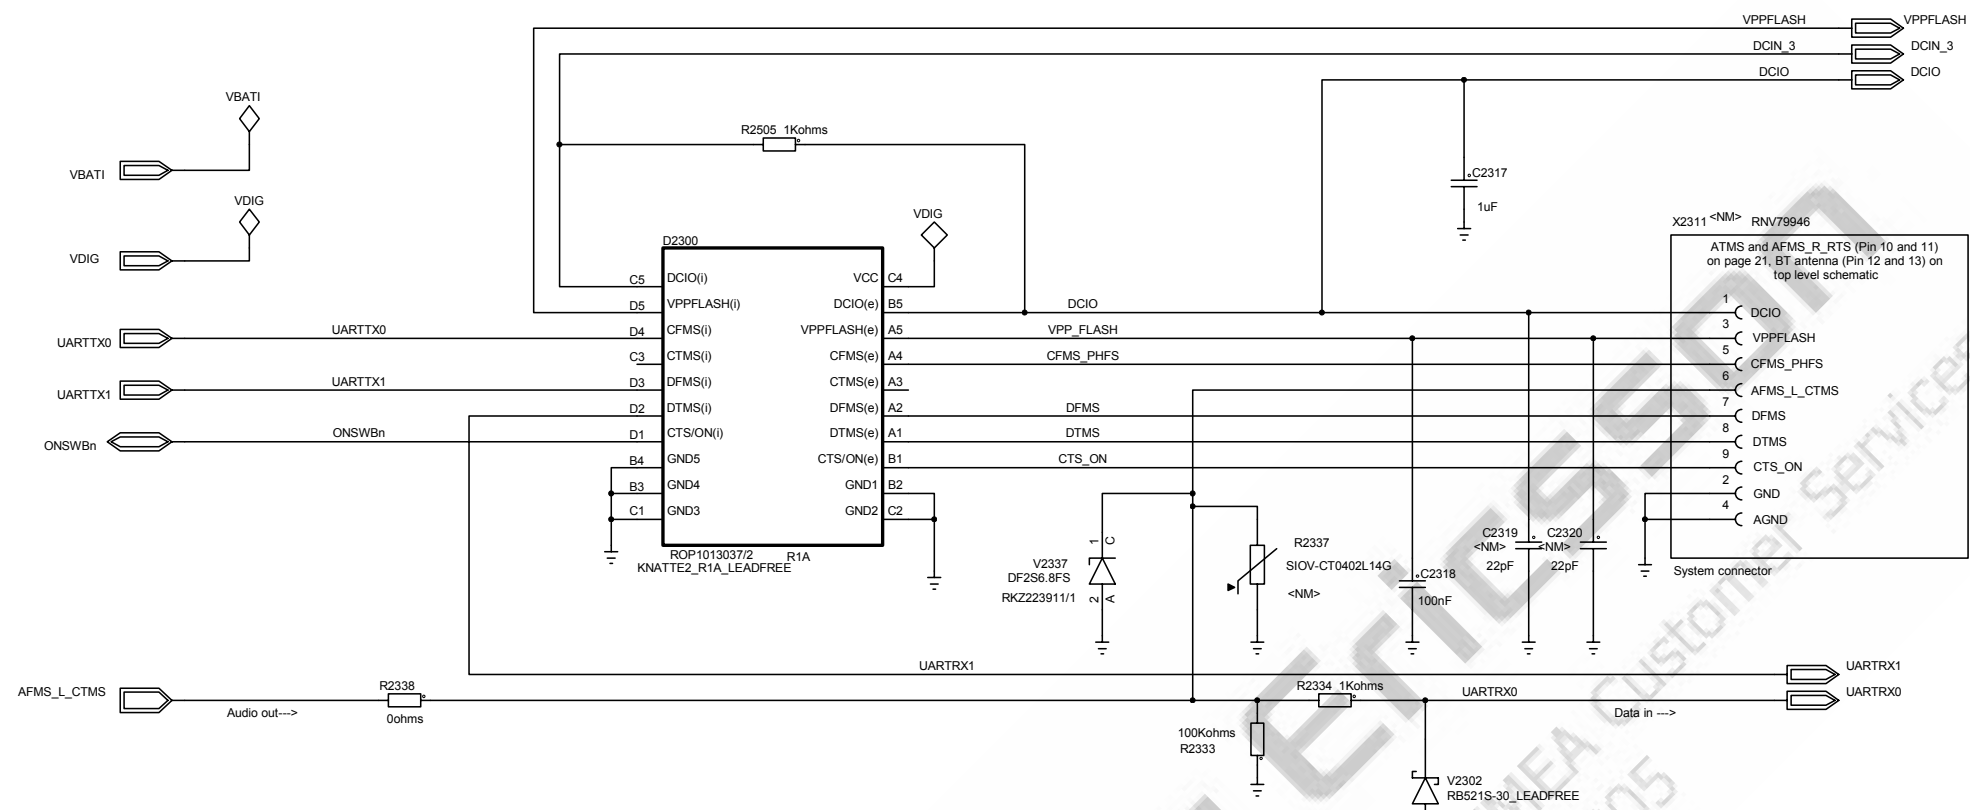 VPPFLASH VPPFLASH
DCIN_3 DCIN_3
DCIO DCIO
VBATI
VBATI
R2505 1Kohms
C2317
1uF
VDIG
VDIG
VDIG
X2311 <NM> RNV79946
ATMS and AFMS_R_RTS (Pin 10 and 11)
on page 21, BT antenna (Pin 12 and 13) on
top level schematic
D2300
C5 DCIO(i) VCC C4
D5 VPPFLASH(i) DCIO(e) B5 DCIO 1 DCIO
UARTTX0 UARTTX0 D4 CFMS(i) VPPFLASH(e) A5 VPP_FLASH 3 VPPFLASH
C3 CTMS(i) CFMS(e) A4 CFMS_PHFS 5 CFMS_PHFS
UARTTX1 UARTTX1 D3 DFMS(i) CTMS(e) A3 6 AFMS_L_CTMS
D2 DTMS(i) DFMS(e) A2 DFMS 7 DFMS
ONSWBn ONSWBn D1 CTS/ON(i) DTMS(e) A1 DTMS 8 DTMS
B4 GND5 CTS/ON(e) B1 CTS_ON 9 CTS_ON
B3 GND4 GND1 B2 2 GND
C1 GND3 GND2 C2 4 AGND
ROP1013037/2 R1A
KNATTE2_R1A_LEADFREE
1 C
V2337
DF2S6.8FS
RKZ223911/1
2 A
R2337
SIOV-CT0402L14G
<NM>
C2318
100nF
C2319
<NM>
22pF
C2320
<NM>
22pF
System connector
UARTRX1 UARTRX1
AFMS_L_CTMS R2338 R2334 1Kohms UARTRX0 UARTRX0
Audio out---> 0ohms Data in --->
100Kohms
R2333
V2302
RB521S-30_LEADFREE
Ericsson
Customer Services